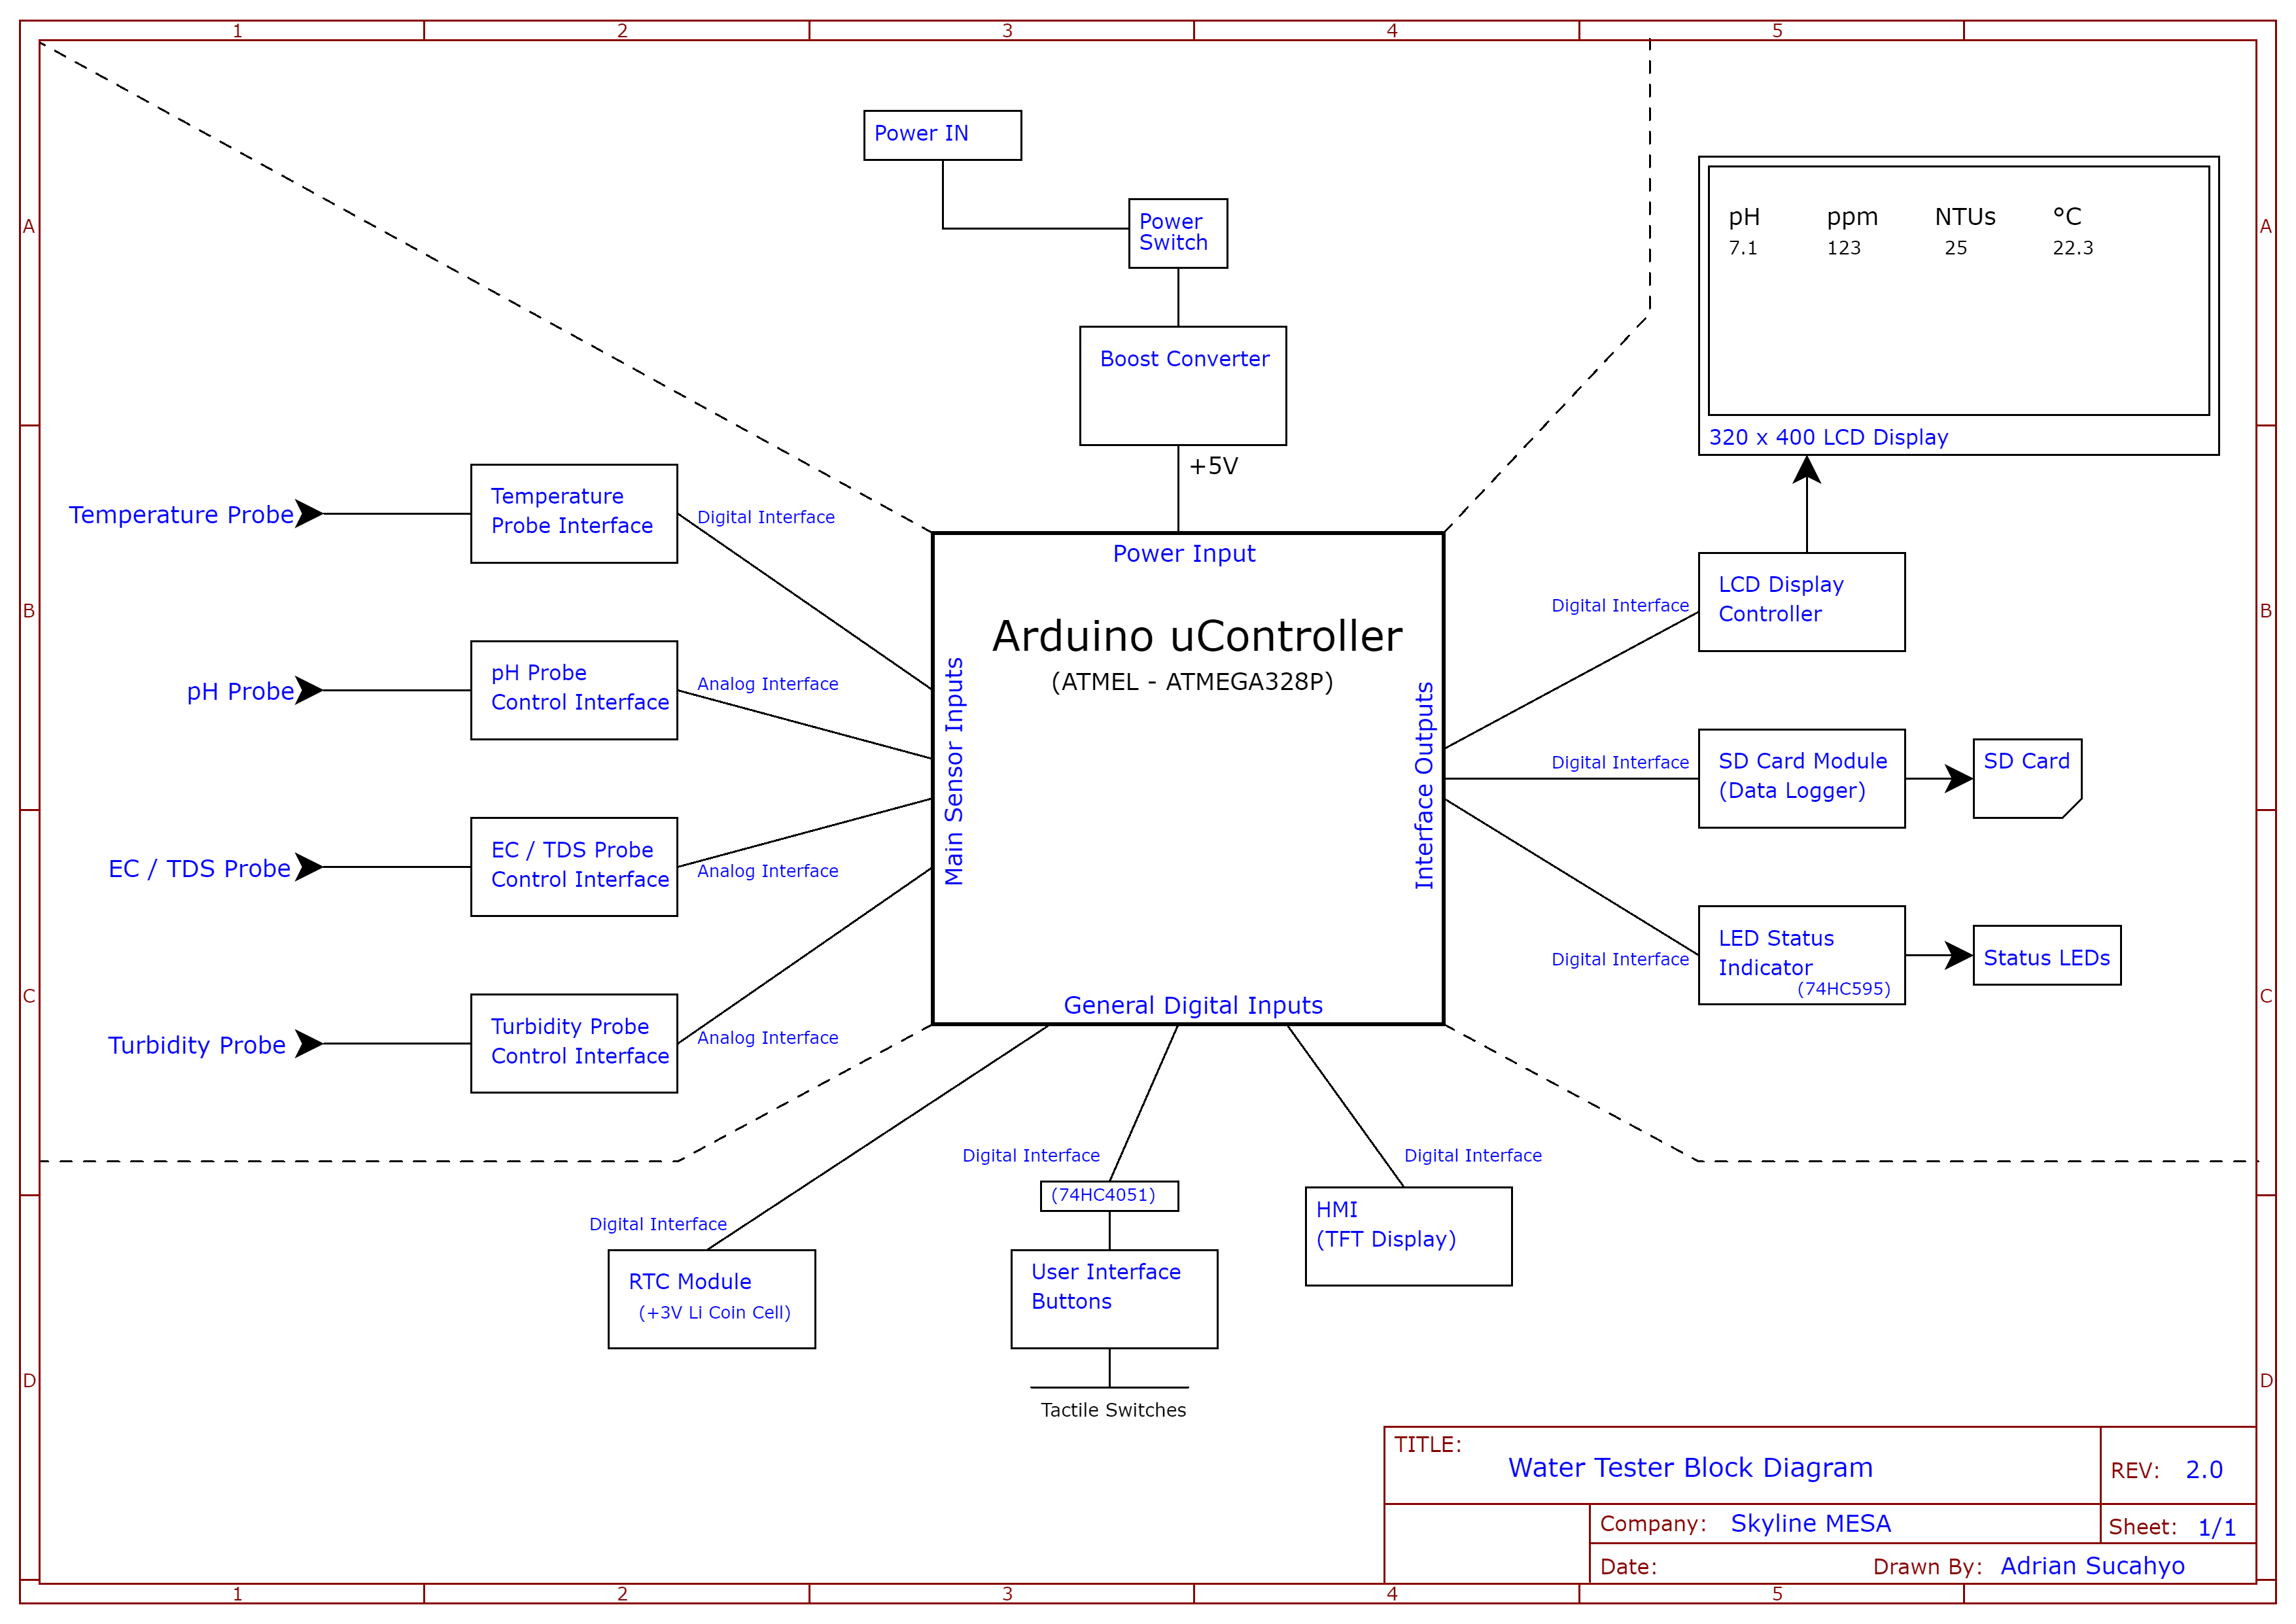 1 2 3 4 5
A
B
C
D
A
B
C
D
Power IN
Power
Switch
Boost Converter
+5V
pH ppm NTUs °C
7.1 123 25 22.3
320 x 400 LCD Display
Temperature Probe
Temperature
Probe Interface
Digital Interface
pH Probe
pH Probe
Control Interface
Analog Interface
EC / TDS Probe
EC / TDS Probe
Control Interface
Analog Interface
Turbidity Probe
Turbidity Probe
Control Interface
Analog Interface
Power Input
Arduino uController
(ATMEL - ATMEGA328P)
Main Sensor Inputs
Interface Outputs
General Digital Inputs
Digital Interface
LCD Display
Controller
Digital Interface
SD Card Module
(Data Logger)
SD Card
Digital Interface
LED Status
Indicator
(74HC595)
Status LEDs
Digital Interface
RTC Module
(+3V Li Coin Cell)
Digital Interface
(74HC4051)
User Interface
Buttons
Tactile Switches
Digital Interface
HMI
(TFT Display)
TITLE:
Water Tester Block Diagram
REV: 2.0
Company: Skyline MESA
Sheet: 1/1
Date:
Drawn By: Adrian Sucahyo
1 2 3 4 5